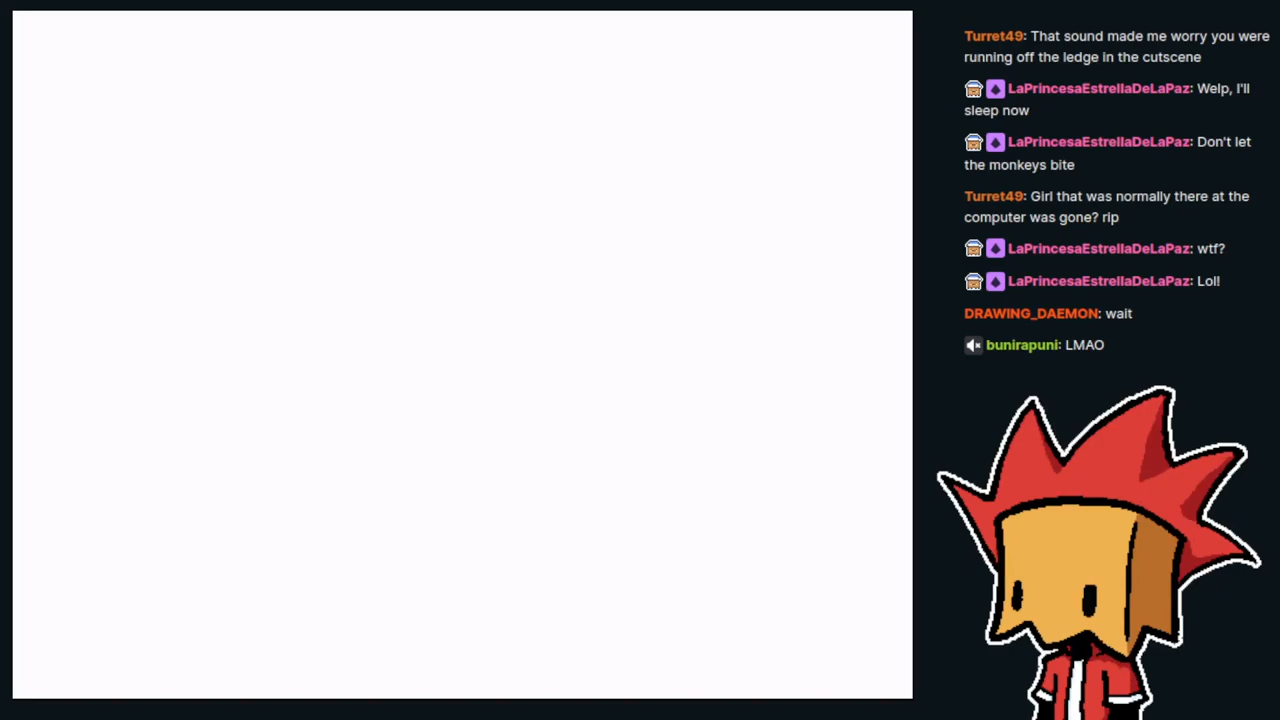 Turret49: That sound made me worry you were
running off the ledge in the cutscene
LaPrincesaEstrellaDeLaPaz: Welp, I'll
sleep now
LaPrincesaEstrellaDeLaPaz: Don't let
the monkeys bite
Turret49: Girl that was normally there at the
computer was gone? rip
LaPrincesaEstrellaDeLaPaz: wtf?
LaPrincesaEstrellaDeLaPaz: Lol!
DRAWING_DAEMON: wait
bunirapuni: LMAO